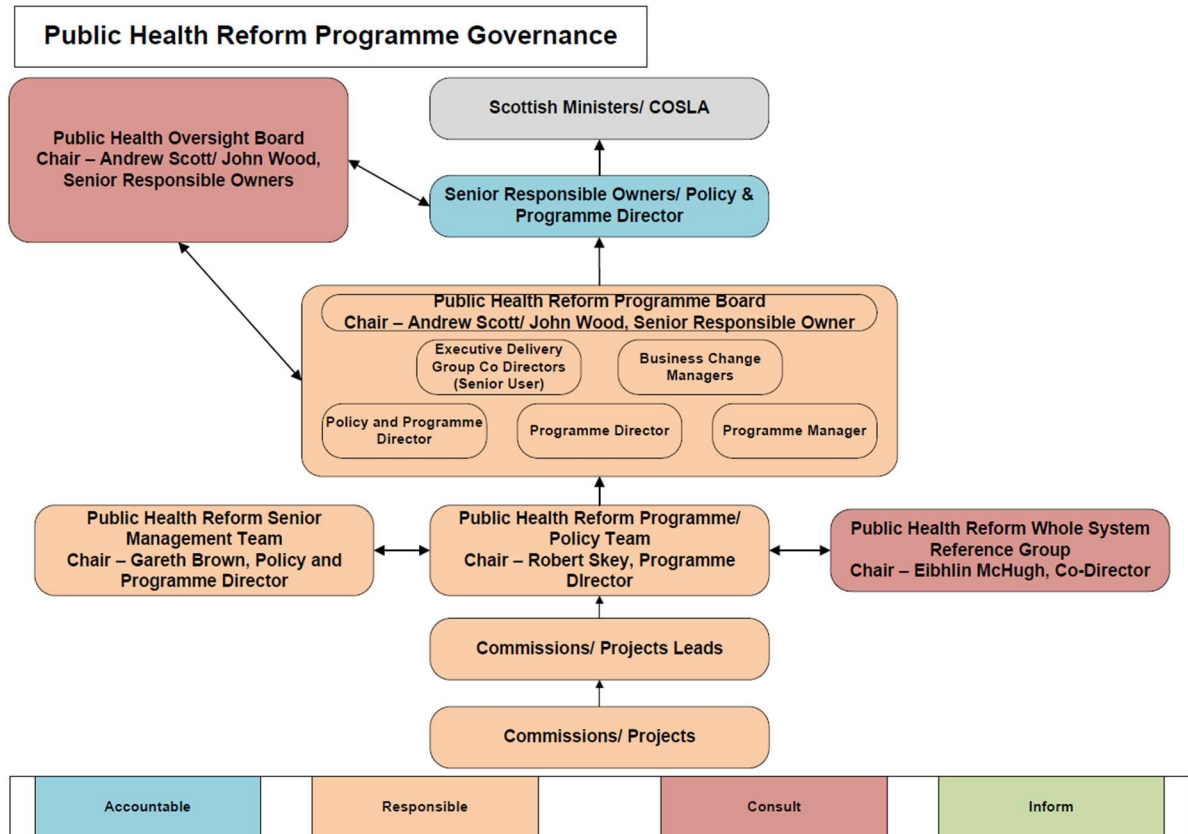 Public Health Reform Programme Governance
Public Health Oversight Board
Chair – Andrew Scott/ John Wood,
Senior Responsible Owners
Scottish Ministers/ COSLA
Senior Responsible Owners/ Policy &
Programme Director
Public Health Reform Programme Board
Chair – Andrew Scott/ John Wood, Senior Responsible Owner
Executive Delivery
Group Co Directors
(Senior User)
Business Change
Managers
Policy and Programme
Director
Programme Director
Programme Manager
Public Health Reform Senior
Management Team
Chair – Gareth Brown, Policy and
Programme Director
Public Health Reform Programme/
Policy Team
Chair – Robert Skey, Programme
DIrector
Public Health Reform Whole System
Reference Group
Chair – Eibhlin McHugh, Co-Director
Commissions/ Projects Leads
Commissions/ Projects
Accountable
Responsible
Consult
Inform